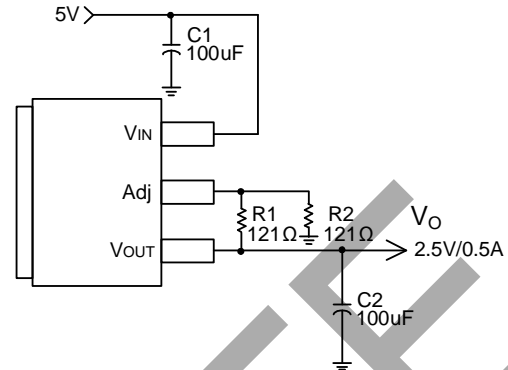 5V
C1
100uF
VIN
Adj
R1
121Ω
R2
121Ω
VO
VOUT
2.5V/0.5A
C2
100uF